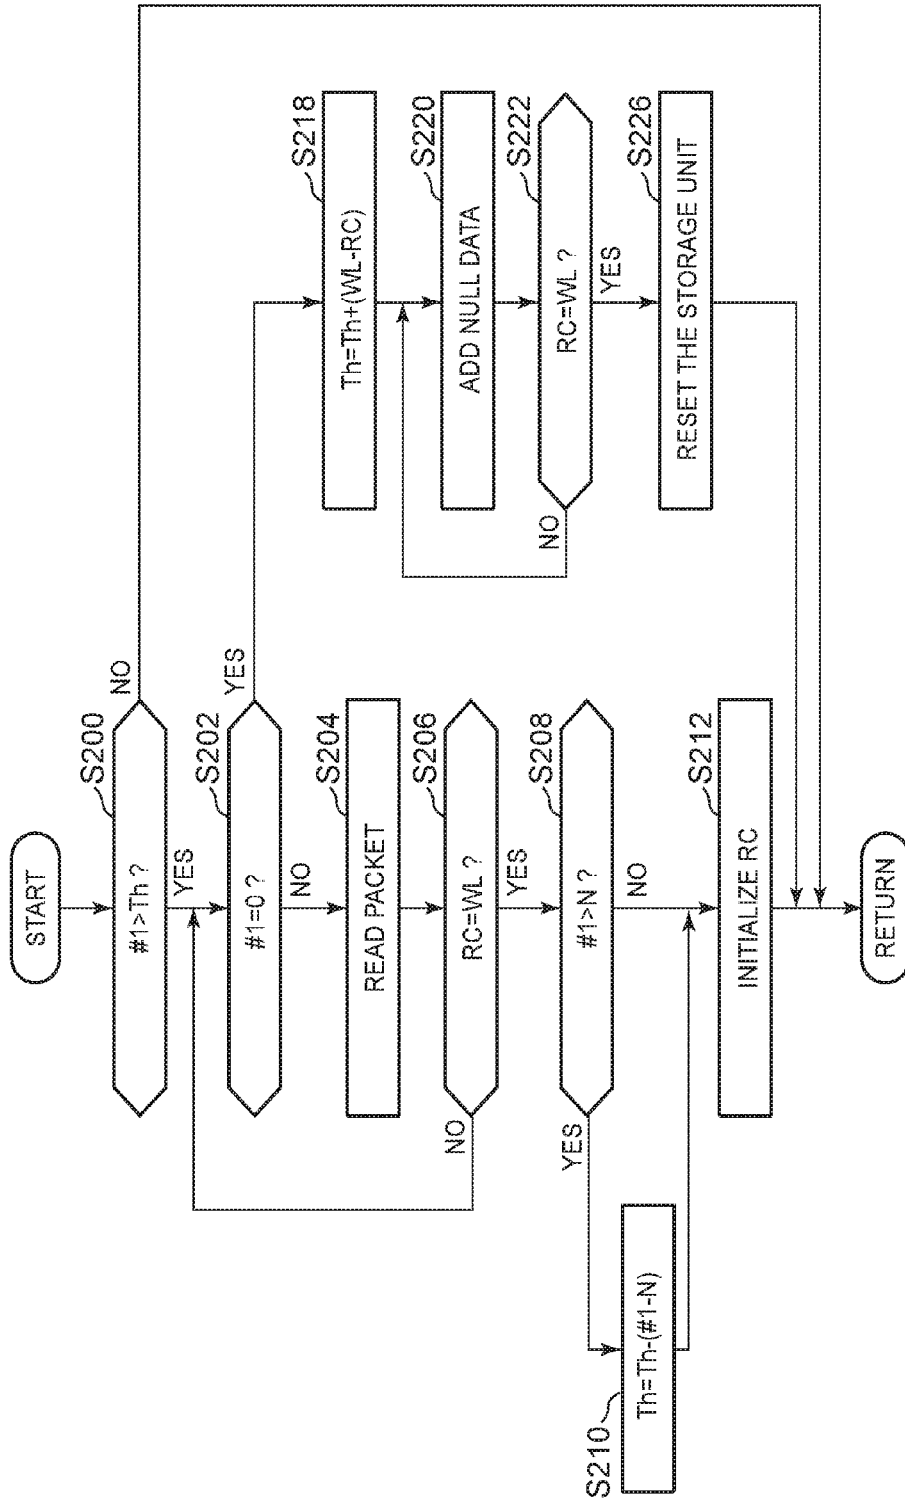 START
S200
#1>Th ?
NO
YES
S202
#1=0 ?
YES
NO
S204
READ PACKET
S206
RC=WL ?
NO
YES
S208
#1>N ?
YES
NO
S210
Th=Th-(#1-N)
S212
INITIALIZE RC
S218
Th=Th+(WL-RC)
S220
ADD NULL DATA
S222
RC=WL ?
NO
YES
S226
RESET THE STORAGE UNIT
RETURN